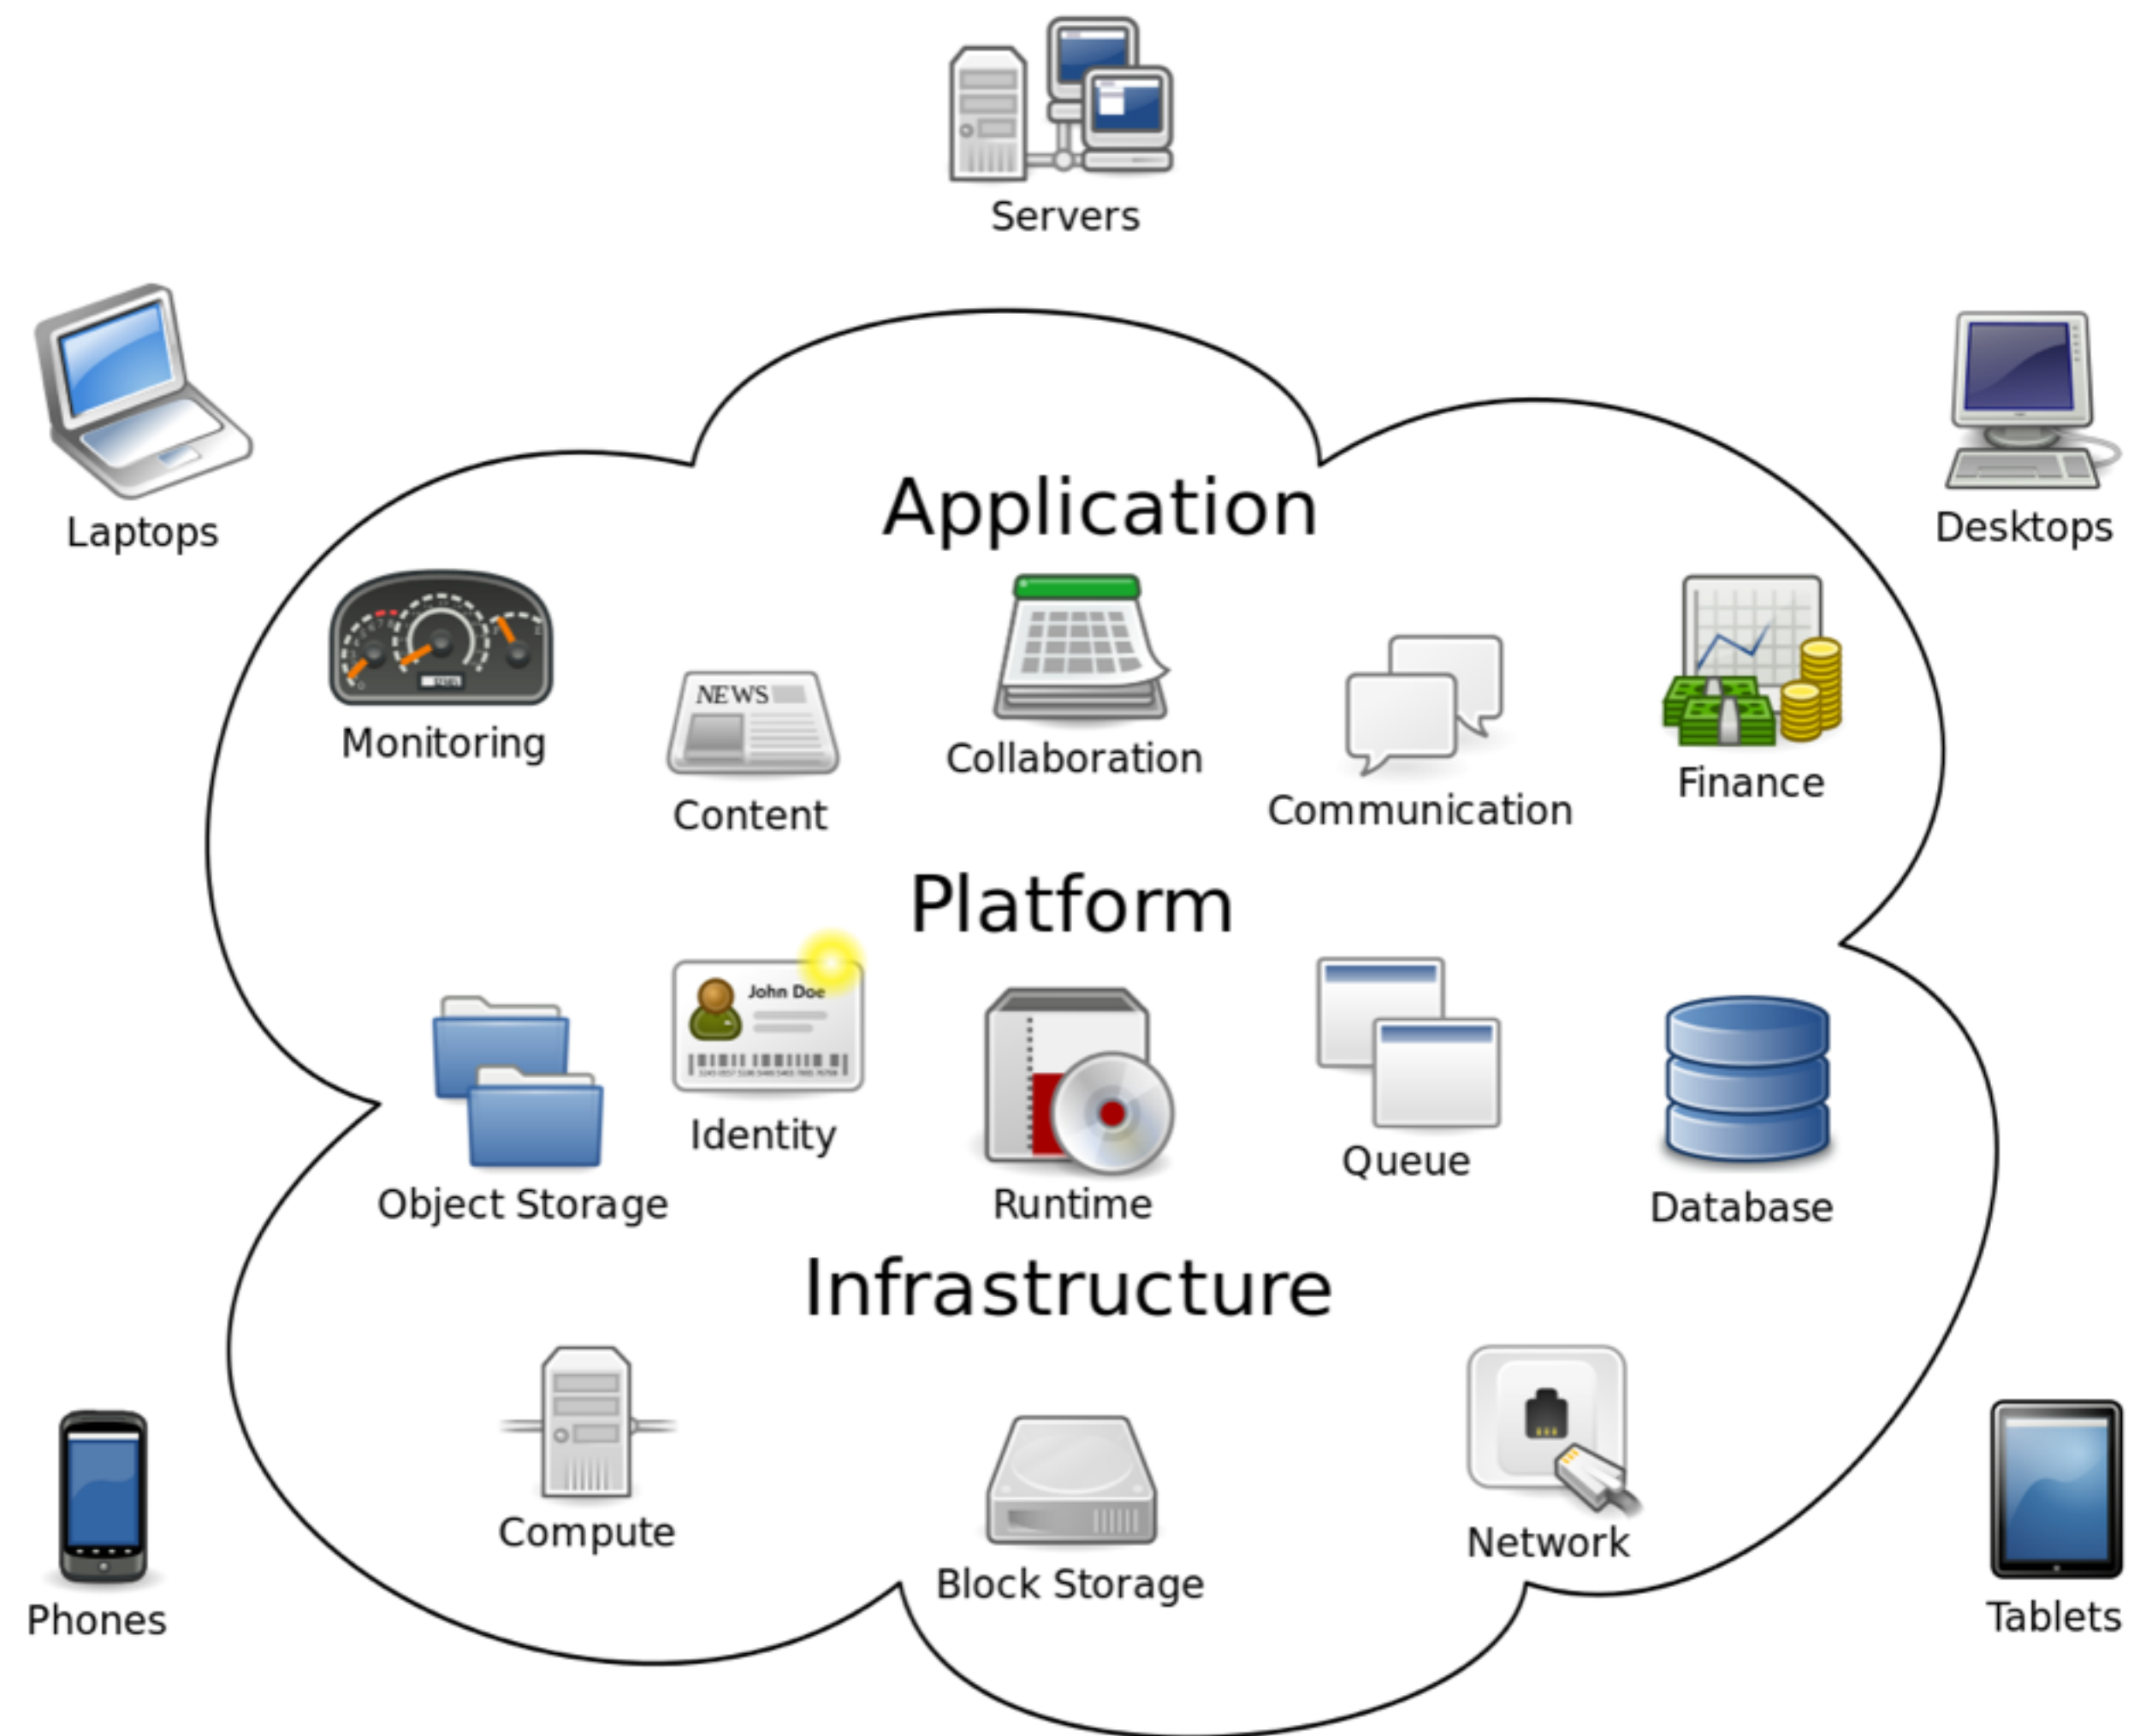 Servers
Laptops
Desktops
Application
Monitoring
NEWS
Content
Collaboration
Communication
Finance
Platform
John Doe
Object Storage
Identity
Runtime
Queue
Database
Infrastructure
Compute
Block Storage
Network
Phones
Tablets